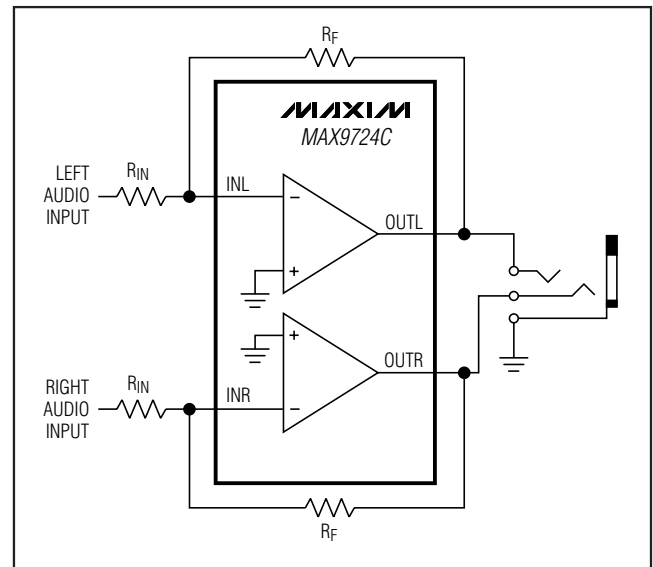 RF
MAXIM
MAX9724C
LEFT
AUDIO
INPUT
RIN
INL
−
+
OUTL
+
−
OUTR
RIGHT
AUDIO
INPUT
RIN
INR
RF